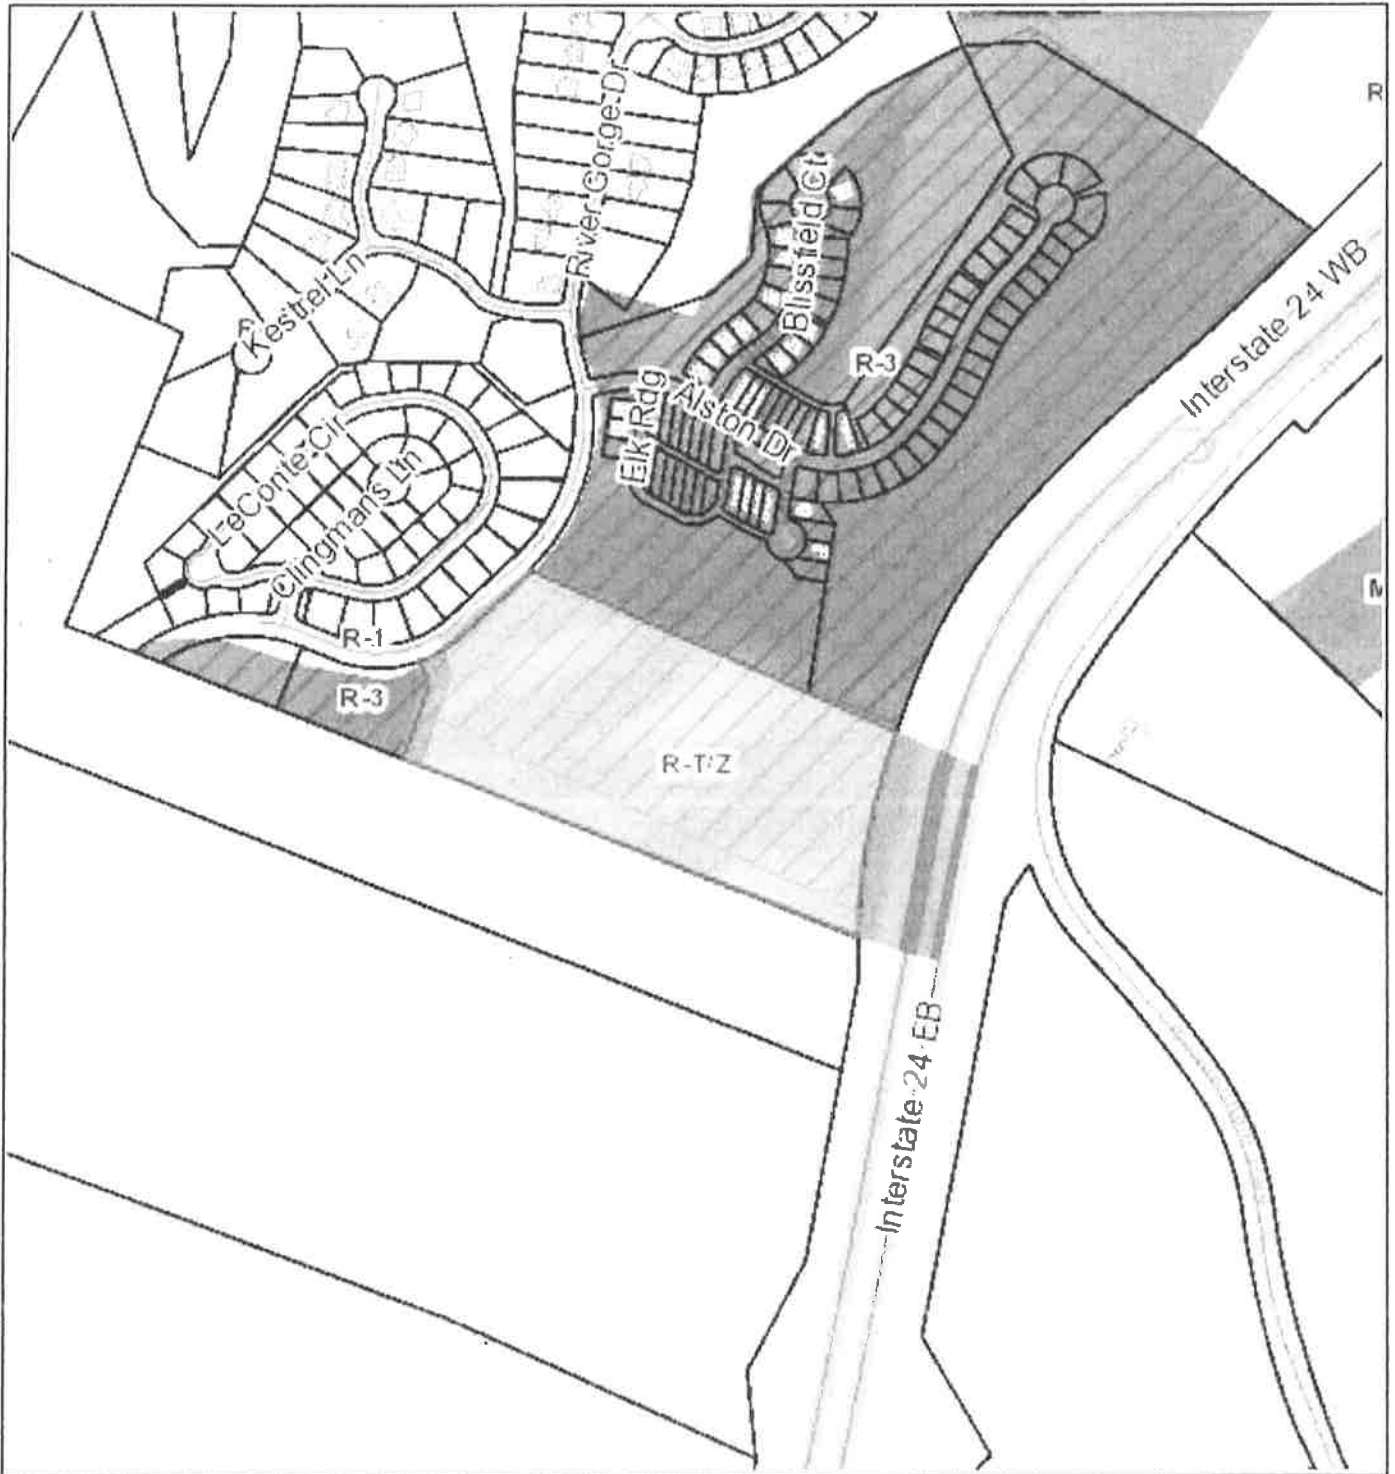 River Gorge Dr
R
Blissfield Ct
Kestrel Ln
Interstate 24 WB
R-3
Elk Rdg
Alston Dr
LeConte Cir
Clingmans Ln
R-1
R-3
R-T/Z
Interstate 24 EB